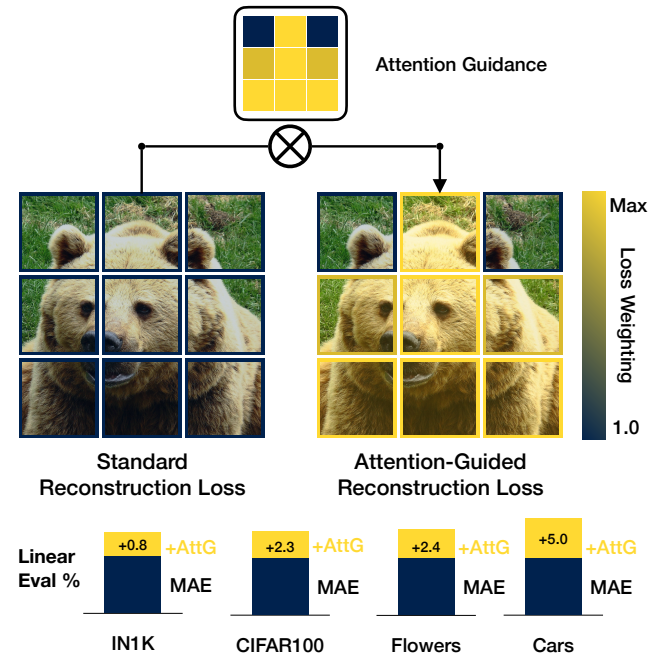 Attention Guidance
Max
Loss Weighting
1.0
Standard
Reconstruction Loss
Attention-Guided
Reconstruction Loss
Linear
Eval %
+0.8
+AttG
MAE
IN1K
+2.3
+AttG
MAE
CIFAR100
+2.4
+AttG
MAE
Flowers
+5.0
+AttG
MAE
Cars